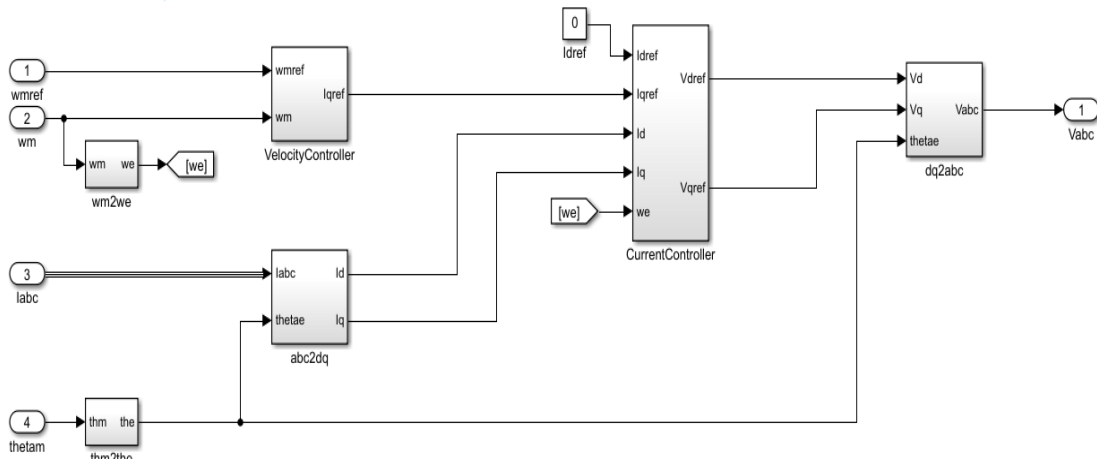 0
Idref
1
wmref
2
wm
wmref
wm
Iqref
VelocityController
wm we
wm2we
[we]
Idref
Iqref
Id
Iq
we
Vdref
Vqref
CurrentController
[we]
Vd
Vq
thetae
Vabc
dq2abc
1
Vabc
3
Iabc
Iabc
thetae
Id
Iq
abc2dq
4
thetam
thm the
thm2the